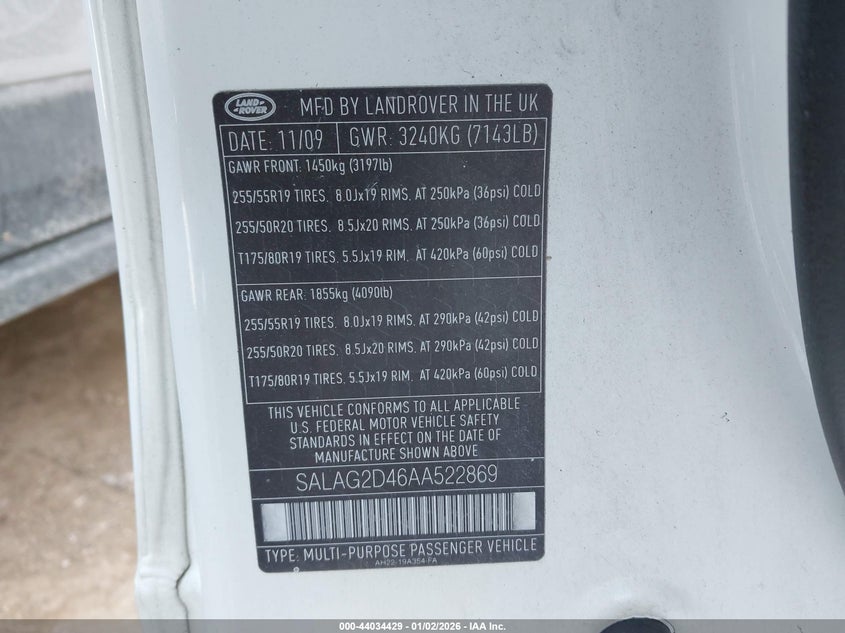 LAND ROVER
MFD BY LANDROVER IN THE UK
DATE: 11/09 GWR: 3240KG (7143LB)
GAWR FRONT: 1450kg (3197lb)
255/55R19 TIRES. 8.0Jx19 RIMS. AT 250kPa (36psi) COLD
255/50R20 TIRES. 8.5Jx20 RIMS. AT 250kPa (36psi) COLD
T175/80R19 TIRES. 5.5Jx19 RIM. AT 420kPa (60psi) COLD
GAWR REAR: 1855kg (4090lb)
255/55R19 TIRES. 8.0Jx19 RIMS. AT 290kPa (42psi) COLD
255/50R20 TIRES. 8.5Jx20 RIMS. AT 290kPa (42psi) COLD
T175/80R19 TIRES. 5.5Jx19 RIM. AT 420kPa (60psi) COLD
THIS VEHICLE CONFORMS TO ALL APPLICABLE
U.S. FEDERAL MOTOR VEHICLE SAFETY
STANDARDS IN EFFECT ON THE DATE OF
MANUFACTURE SHOWN ABOVE
SALAG2D46AA522869
TYPE: MULTI-PURPOSE PASSENGER VEHICLE
AH22-19A354-FA
000-44034429 - 01/02/2026 - IAA Inc.